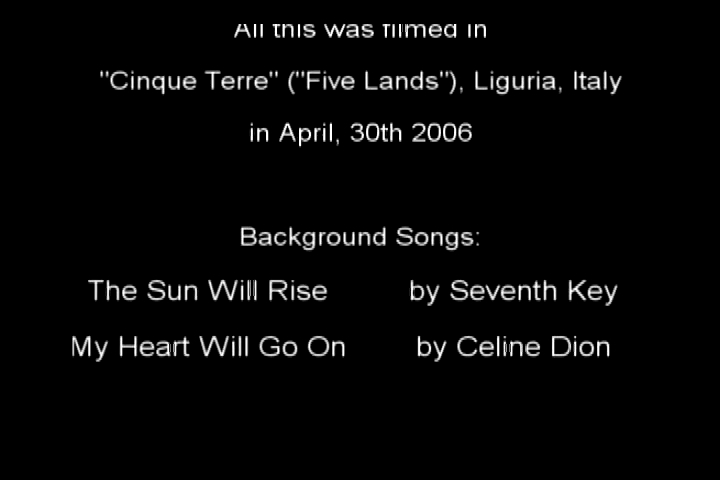 All this was filmed in
"Cinque Terre" ("Five Lands"), Liguria, Italy
in April, 30th 2006
Background Songs:
The Sun Will Rise by Seventh Key
My Heart Will Go On by Celine Dion